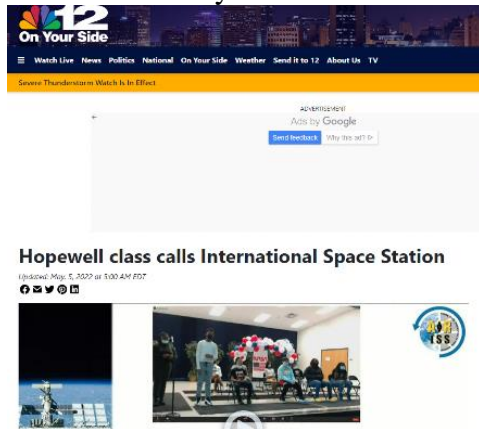 12
On Your Side
Watch Live News Politics National On Your Side Weather Send it to 12 About Us TV
Severe Thunderstorm Watch Is In Effect
ADVERTISEMENT
Ads by Google
Send feedback Why this ad?
Hopewell class calls International Space Station
Updated: May. 5, 2022 at 5:00 AM EDT
ISS